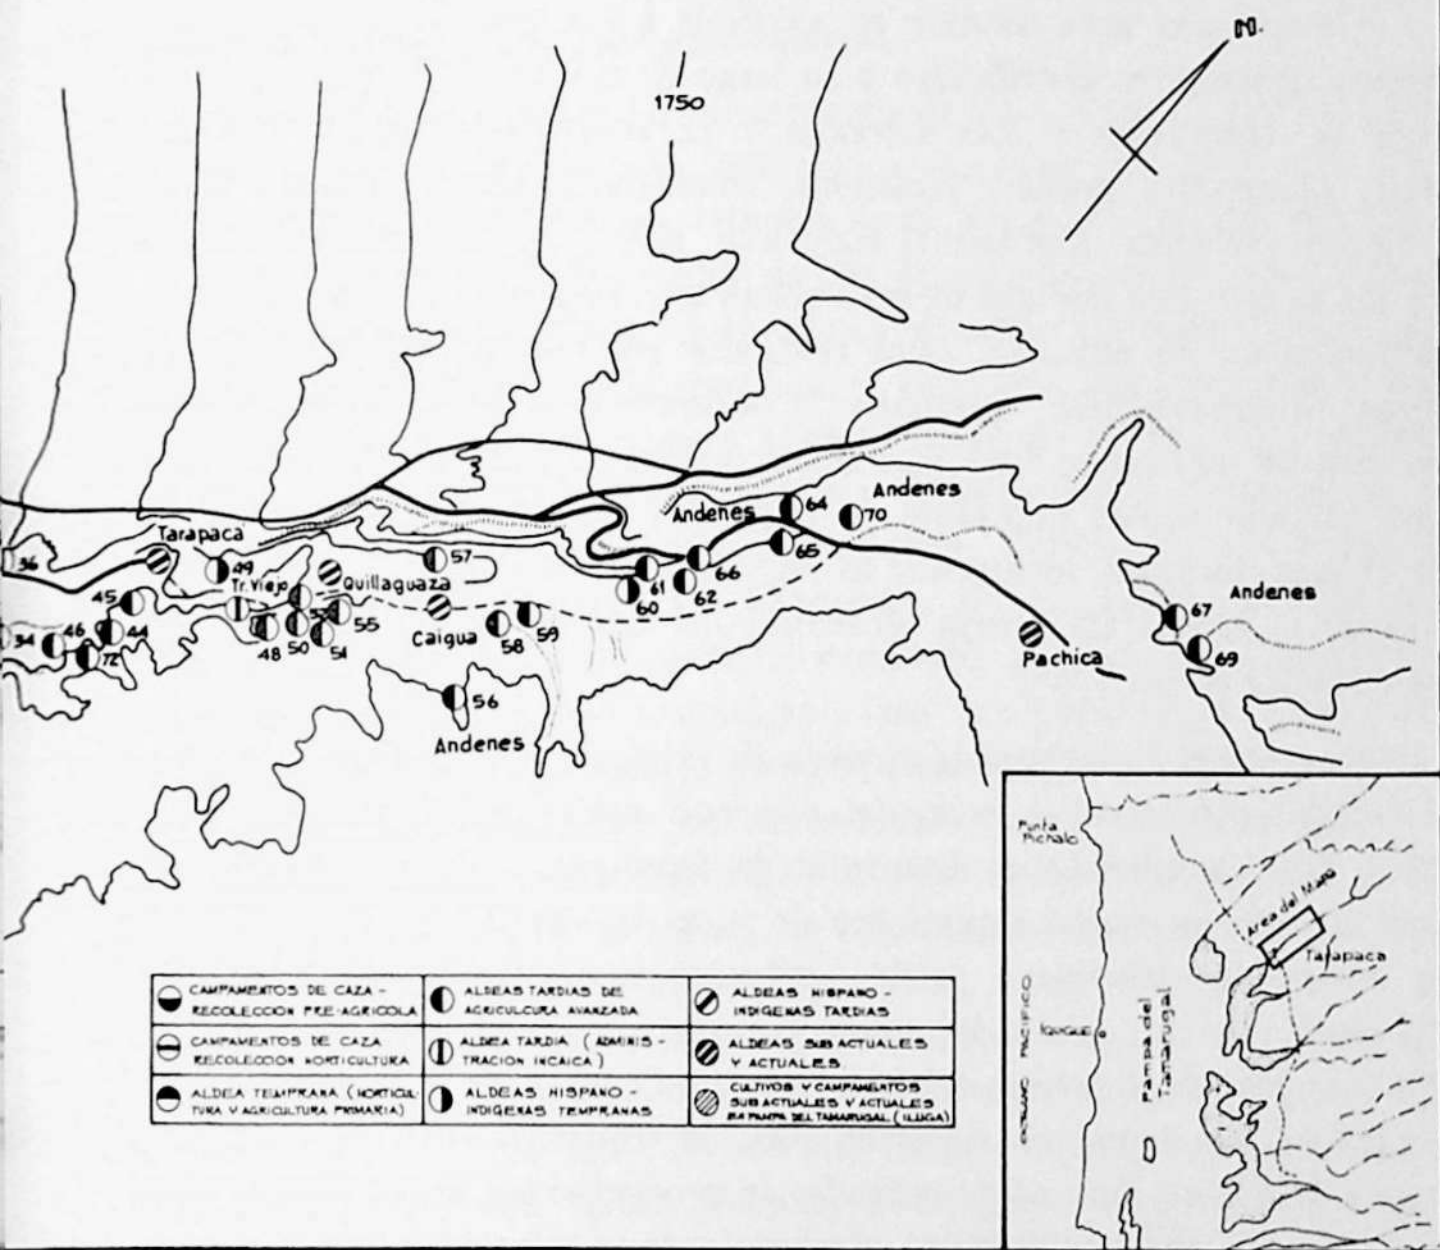 N.
1750
Andenes
Andenes
64
70
Tarapaca
65
36
49
57
66
Tr. Viejo
Quillaguaza
61
62
60
67
Andenes
45
55
59
46
44
Caigua
58
34
48
50
51
Pachica
69
72
56
Andenes
Punta
Pichalo
Area del Mapa
Tarapaca
IQUIQUE
OCEANO PACIFICO
Pampa del
Tamarugal
CAMPAMENTOS DE CAZA -
RECOLECCION PRE-AGRICOLA
ALDEAS TARDIAS DE
AGRICULCURA AVANZADA
ALDEAS HISPANO -
INDIGENAS TARDIAS
CAMPAMENTOS DE CAZA
RECOLECCION HORTICULTURA
ALDEA TARDIA ( ADMINIS -
TRACION INCAICA )
ALDEAS SUB ACTUALES
Y ACTUALES.
ALDEA TEMPRANA (HORTICUL
TURA Y AGRICULTURA PRIMARIA)
ALDEAS HISPANO -
INDIGENAS TEMPRANAS
CULTIVOS Y CAMPAMENTOS
SUB ACTUALES Y ACTUALES
EN PAMPA DEL TAMARUGAL (ILUGA)